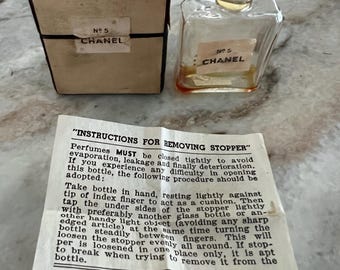 Nº5
CHANEL
Nº5
CHANEL
"INSTRUCTIONS FOR REMOVING STOPPER"
Perfumes MUST be closed tightly to avoid
evaporation, leakage and finally deterioration.
If you experience any difficulty in opening
this bottle, the following procedure should be
adopted:
Take bottle in hand, resting lightly against
tip of index finger to act as a cushion. Then
tap the under sides of the stopper lightly
with preferably another glass bottle or an-
other handy light object (avoiding any sharp
edged article) at the same time turning the
bottle steadily between fingers. This will
loosen the stopper evenly all around. If stop-
per is loosened in one place only, it is apt
to break when trying to remove it from the
bottle.